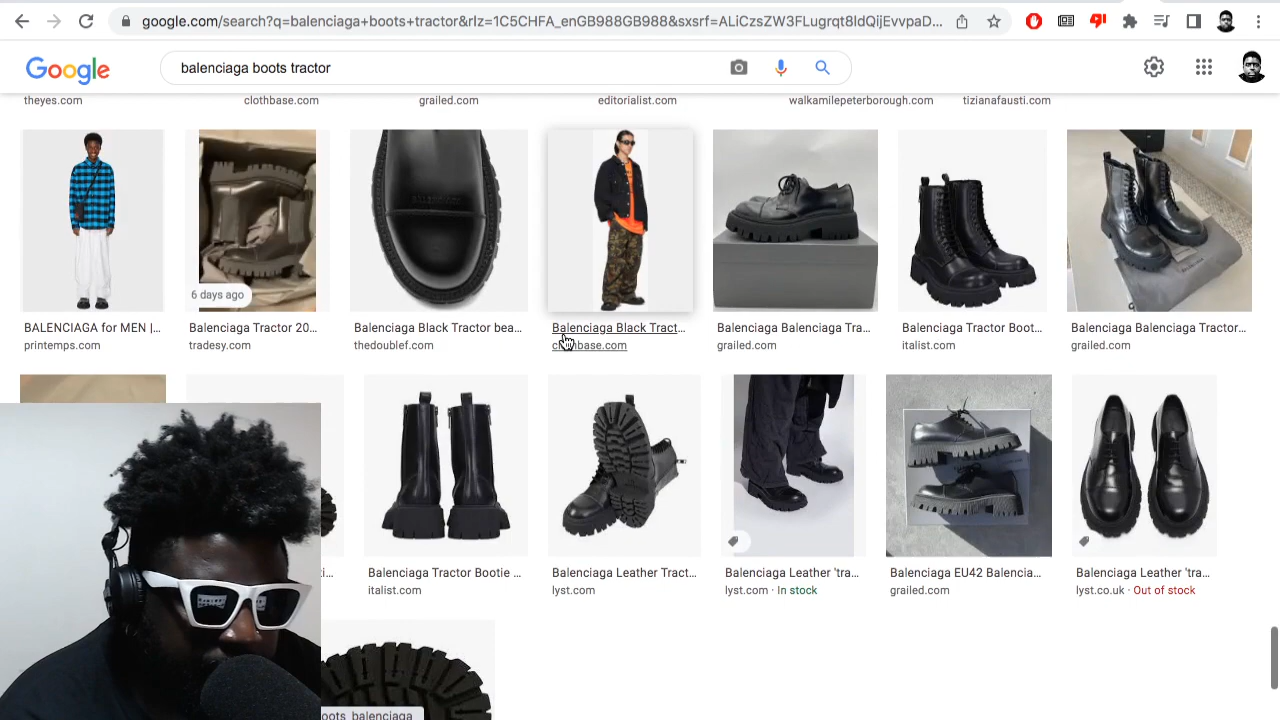 google.com/search?q=balenciaga+boots+tractor&rlz=1C5CHFA_enGB988GB988&sxsrf=ALiCzsZW3FLugrqt8IdQijEvvpaD...
Google
balenciaga boots tractor
theyes.com
clothbase.com
grailed.com
editorialist.com
walkamilepeterborough.com
tizianafausti.com
6 days ago
BALENCIAGA for MEN |...
Balenciaga Tractor 20...
Balenciaga Black Tractor bea...
Balenciaga Black Tract...
Balenciaga Balenciaga Tra...
Balenciaga Tractor Boot...
Balenciaga Balenciaga Tractor...
printemps.com
tradesy.com
thedoublef.com
clothbase.com
grailed.com
italist.com
grailed.com
Balenciaga Tractor Bootie ...
Balenciaga Leather Tract...
Balenciaga Leather 'tra...
Balenciaga EU42 Balencia...
Balenciaga Leather 'tra...
italist.com
lyst.com
lyst.com · In stock
grailed.com
lyst.co.uk · Out of stock